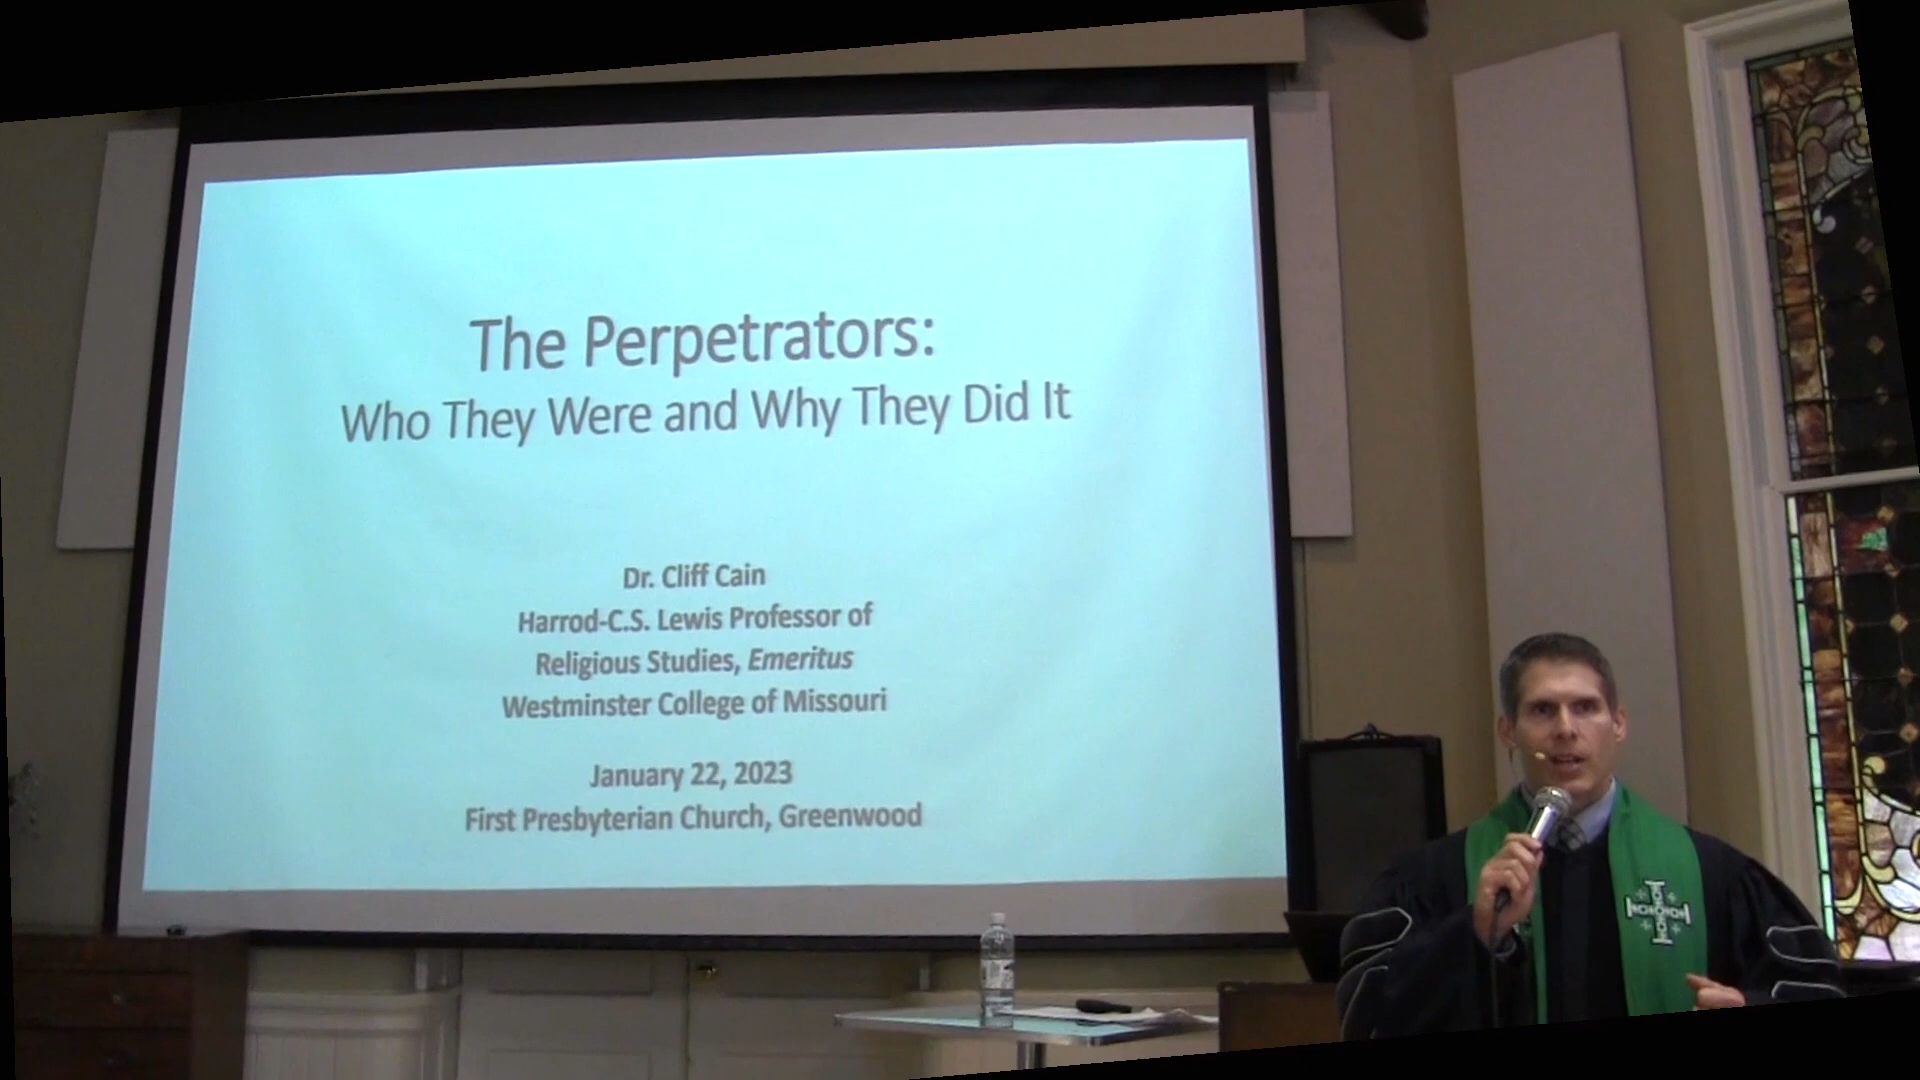 The Perpetrators:
Who They Were and Why They Did It
Dr. Cliff Cain
Harrod-C.S. Lewis Professor of
Religious Studies, Emeritus
Westminster College of Missouri
January 22, 2023
First Presbyterian Church, Greenwood